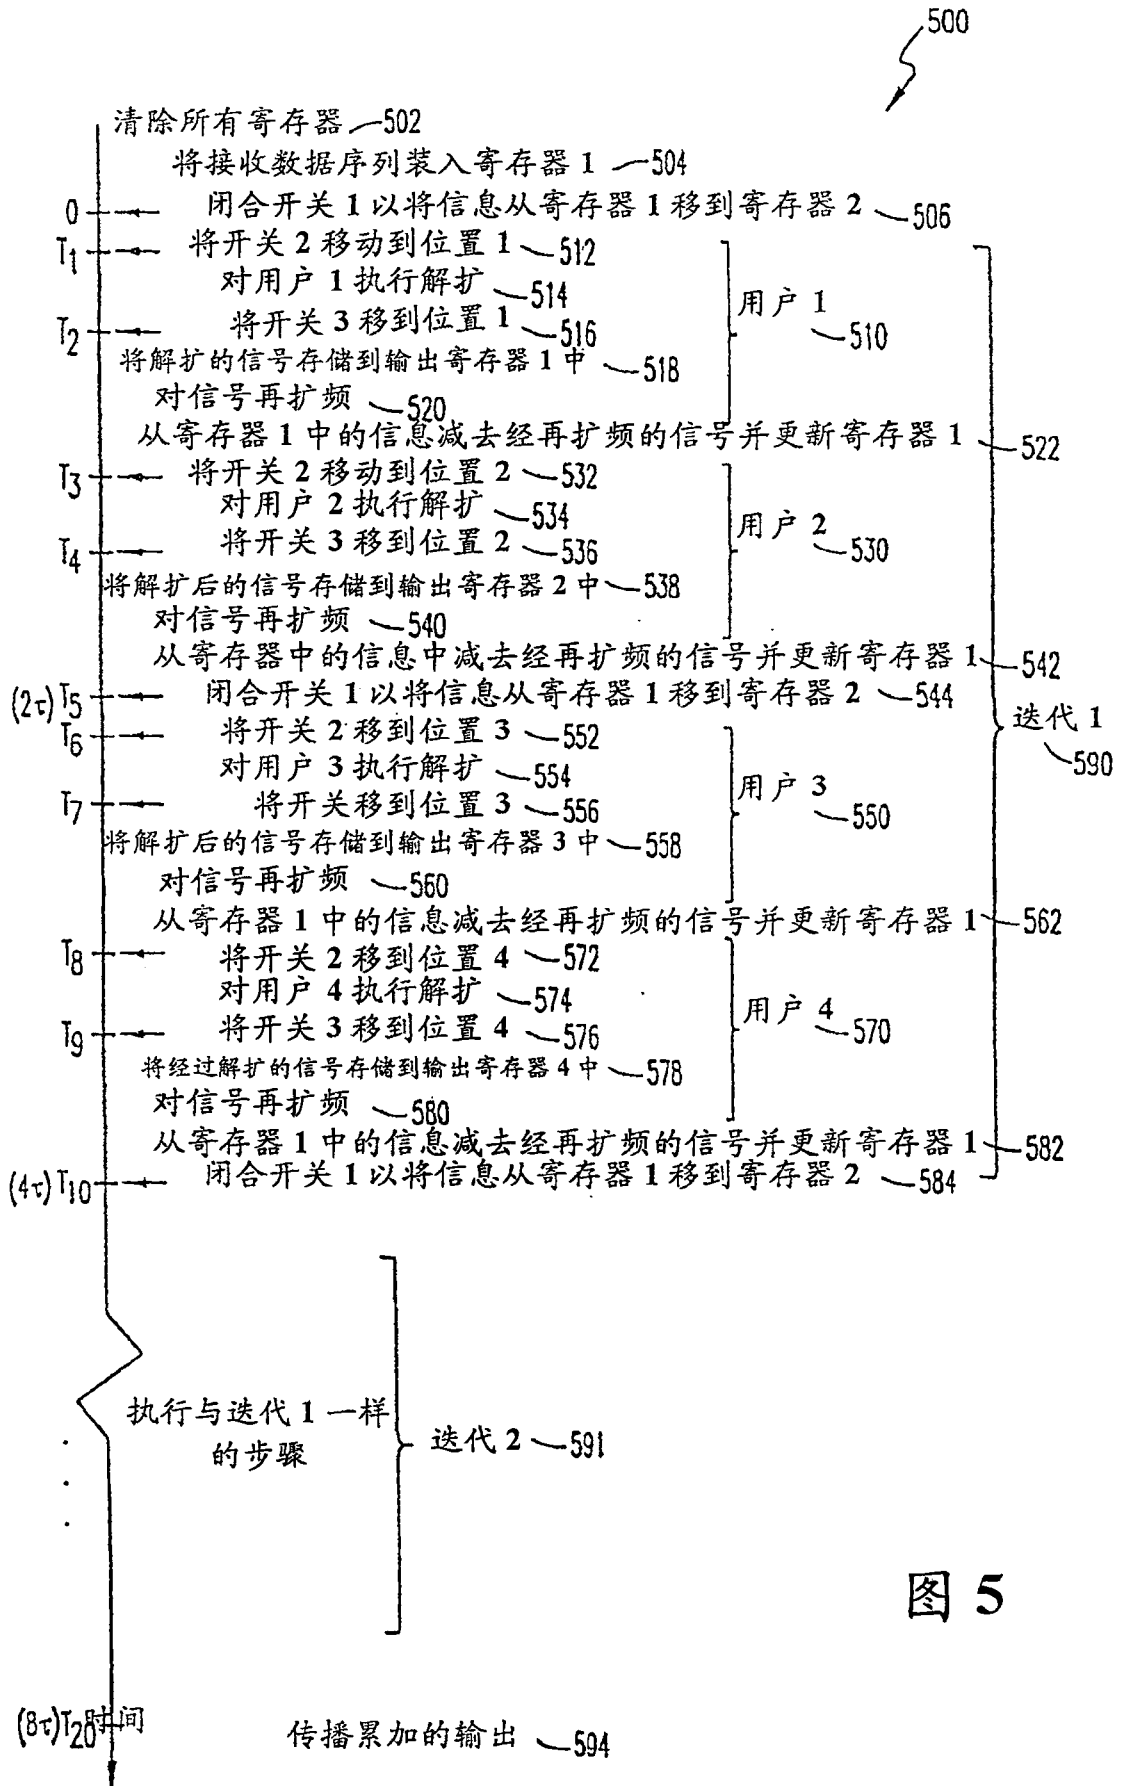 500
清除所有寄存器 502
将接收数据序列装入寄存器 1 504
0 闭合开关 1 以将信息从寄存器 1 移到寄存器 2 506
T1 将开关 2 移动到位置 1 512
对用户 1 执行解扩 514
用户 1 510
T2 将开关 3 移到位置 1 516
将解扩的信号存储到输出寄存器 1 中 518
对信号再扩频 520
从寄存器 1 中的信息减去经再扩频的信号并更新寄存器 1 522
T3 将开关 2 移动到位置 2 532
对用户 2 执行解扩 534
用户 2 530
T4 将开关 3 移到位置 2 536
将解扩后的信号存储到输出寄存器 2 中 538
对信号再扩频 540
从寄存器中的信息中减去经再扩频的信号并更新寄存器 1 542
(2τ) T5 闭合开关 1 以将信息从寄存器 1 移到寄存器 2 544
迭代 1 590
T6 将开关 2 移到位置 3 552
对用户 3 执行解扩 554
用户 3 550
T7 将开关移到位置 3 556
将解扩后的信号存储到输出寄存器 3 中 558
对信号再扩频 560
从寄存器 1 中的信息减去经再扩频的信号并更新寄存器 1 562
T8 将开关 2 移到位置 4 572
对用户 4 执行解扩 574
用户 4 570
T9 将开关 3 移到位置 4 576
将经过解扩的信号存储到输出寄存器 4 中 578
对信号再扩频 580
从寄存器 1 中的信息减去经再扩频的信号并更新寄存器 1 582
(4τ) T10 闭合开关 1 以将信息从寄存器 1 移到寄存器 2 584
执行与迭代 1 一样
的步骤
迭代 2 591
图 5
(8τ) T20 时间
传播累加的输出 594